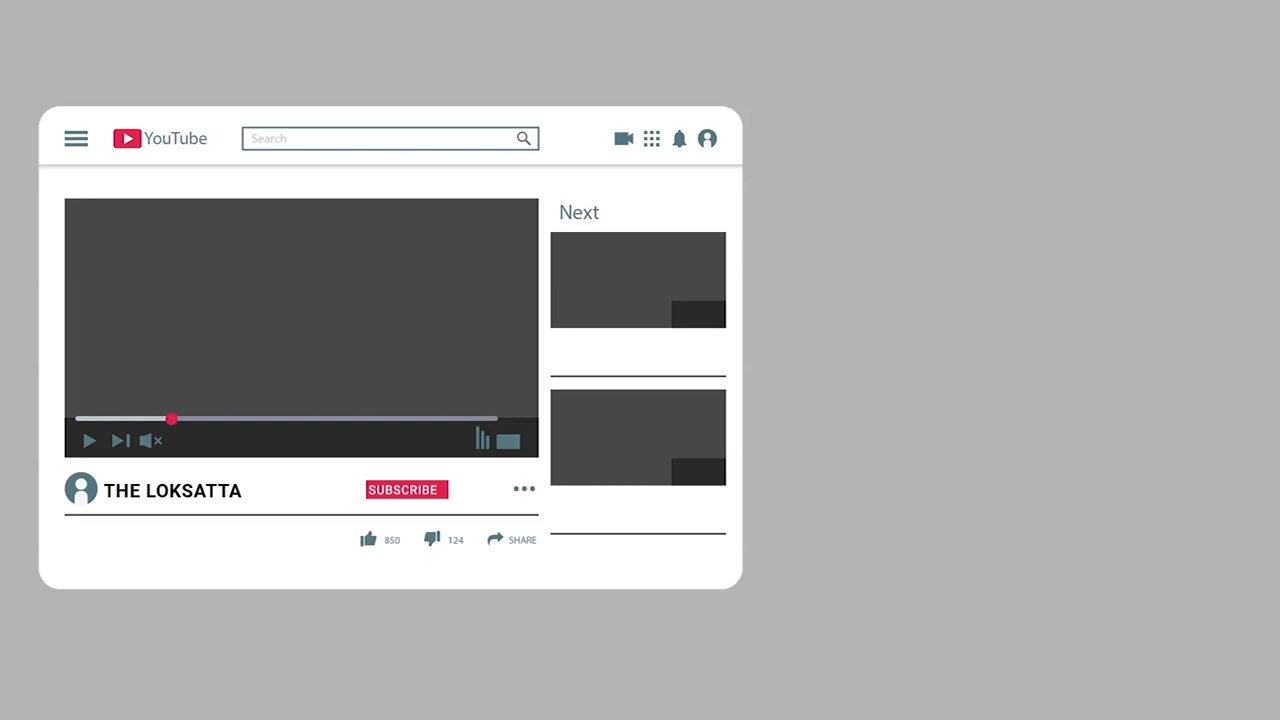 YouTube
Search
Next
THE LOKSATTA
SUBSCRIBE
850
124
SHARE